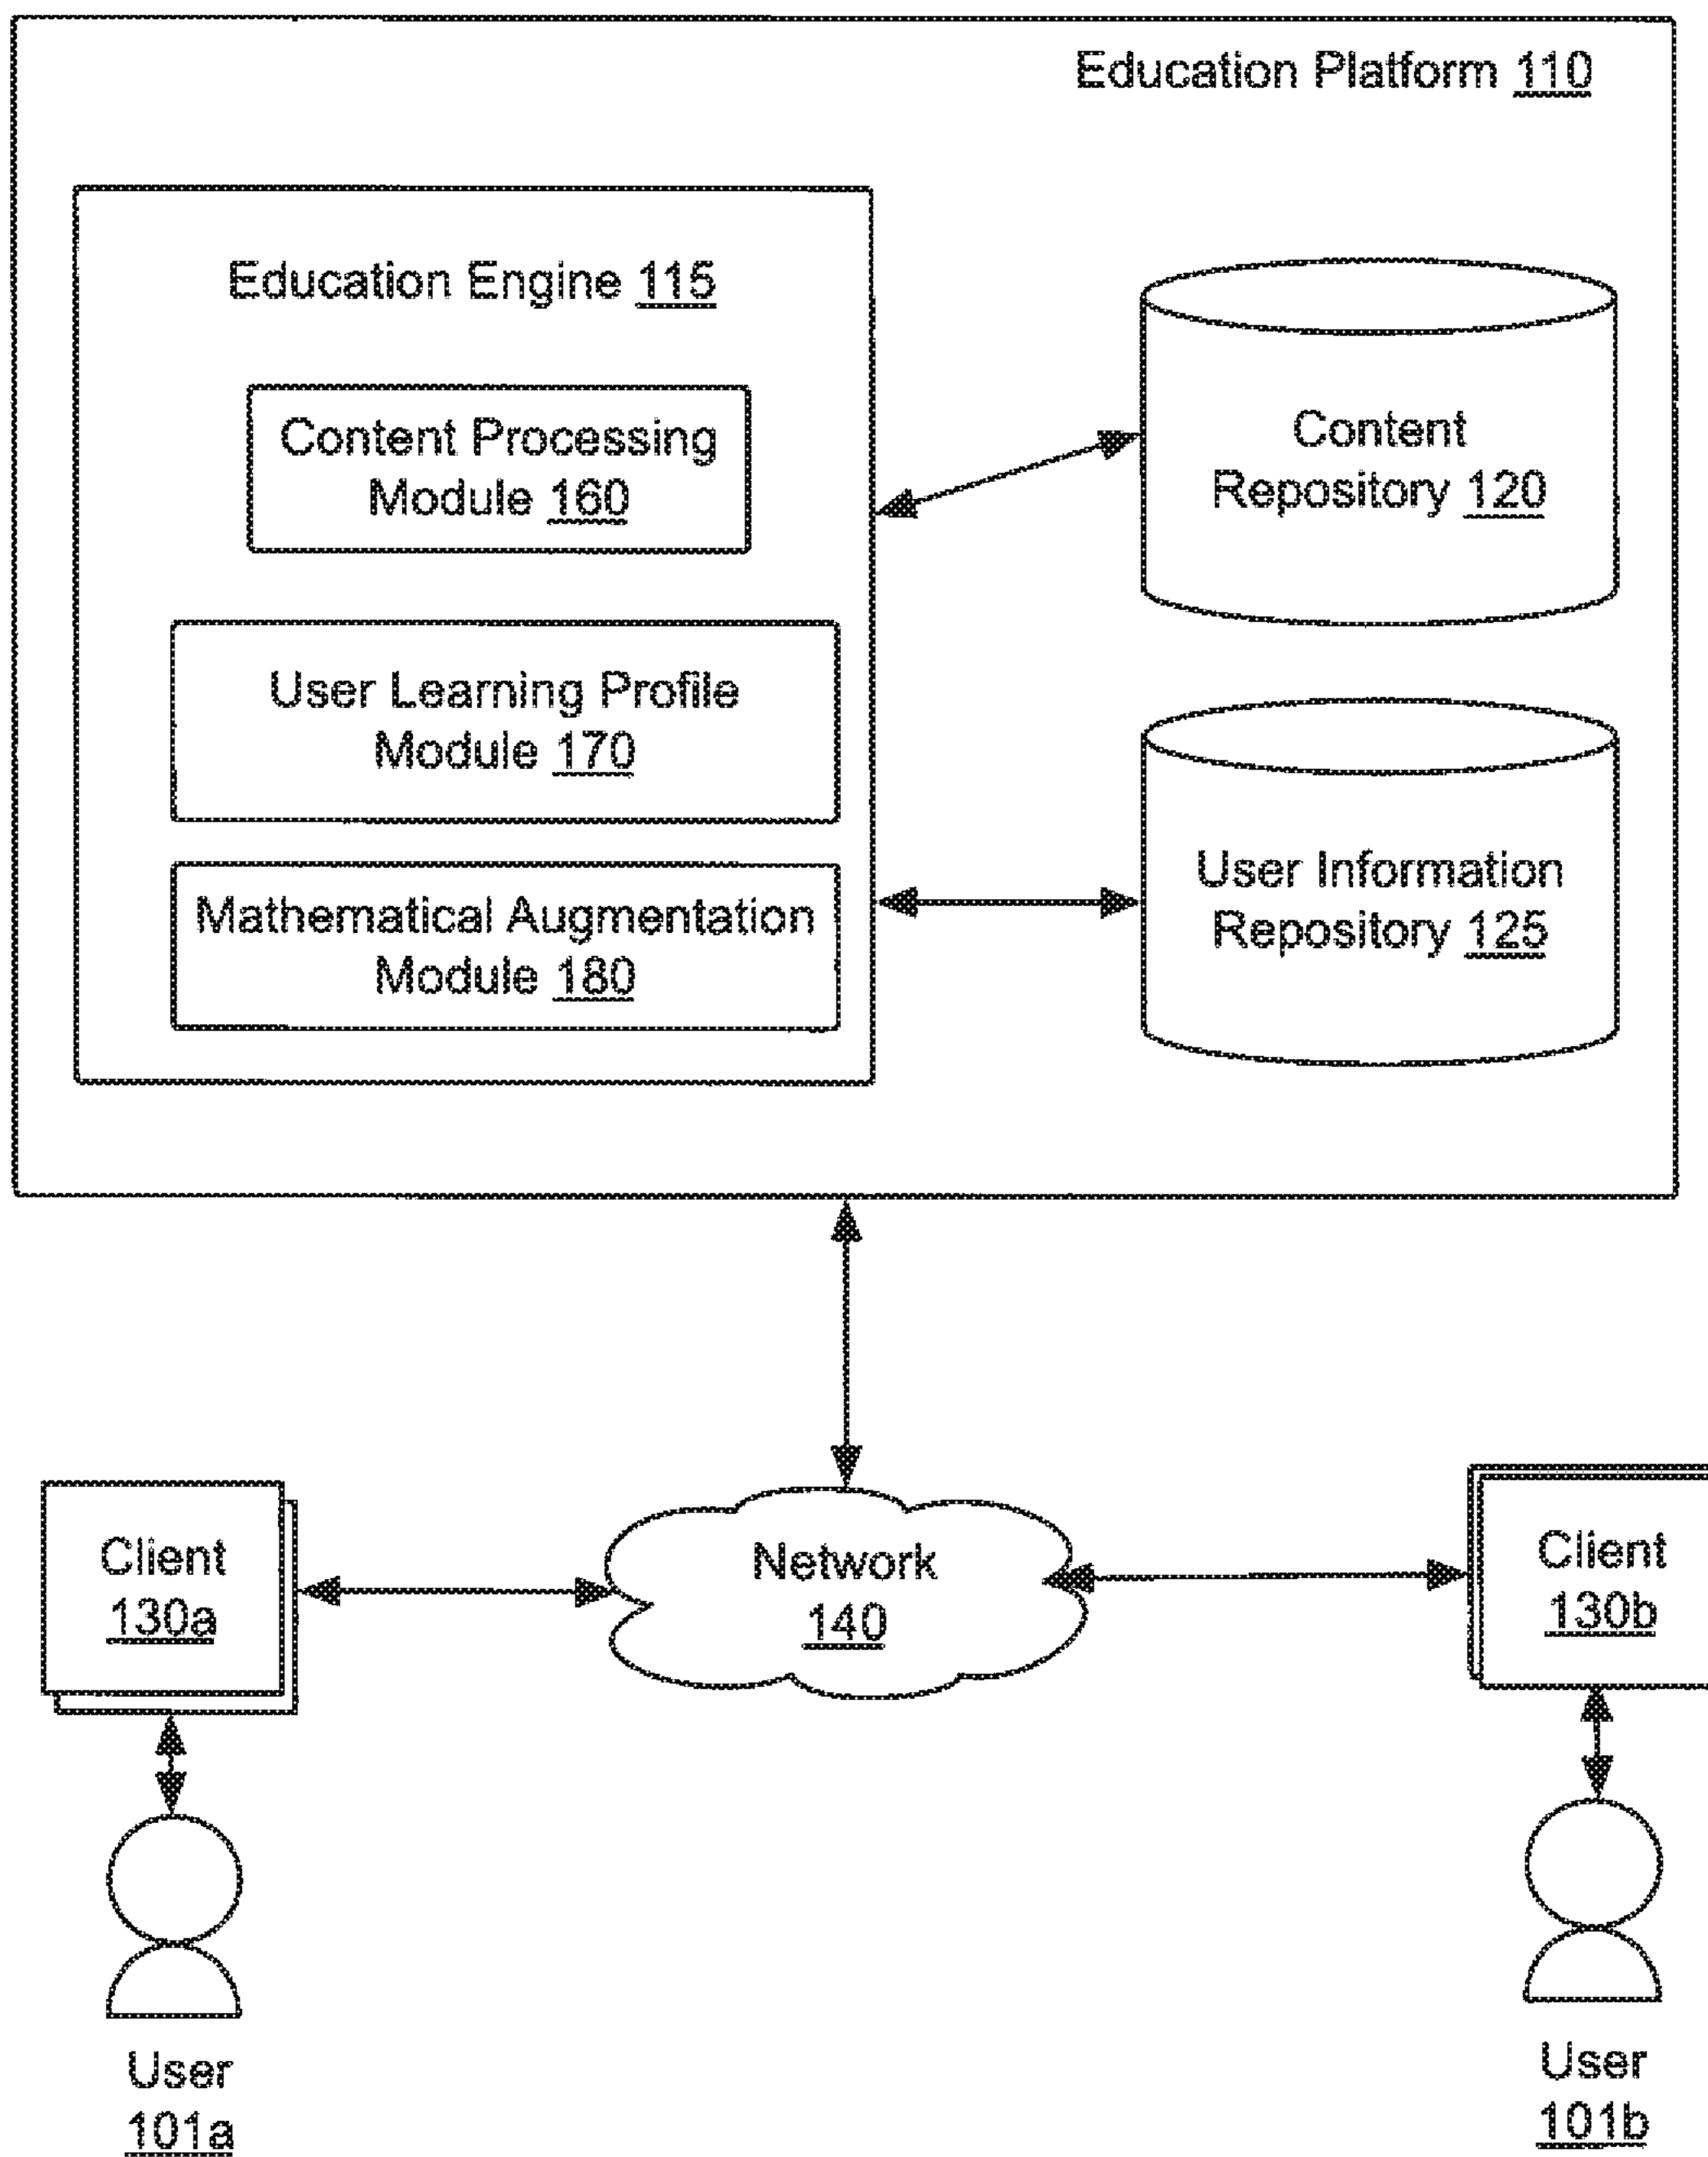 Education Platform 110
Education Engine 115
Content Processing
Module 160
User Learning Profile
Module 170
Mathematical Augmentation
Module 180
Content
Repository 120
User Information
Repository 125
Client
130a
Network
140
Client
130b
User
101a
User
101b